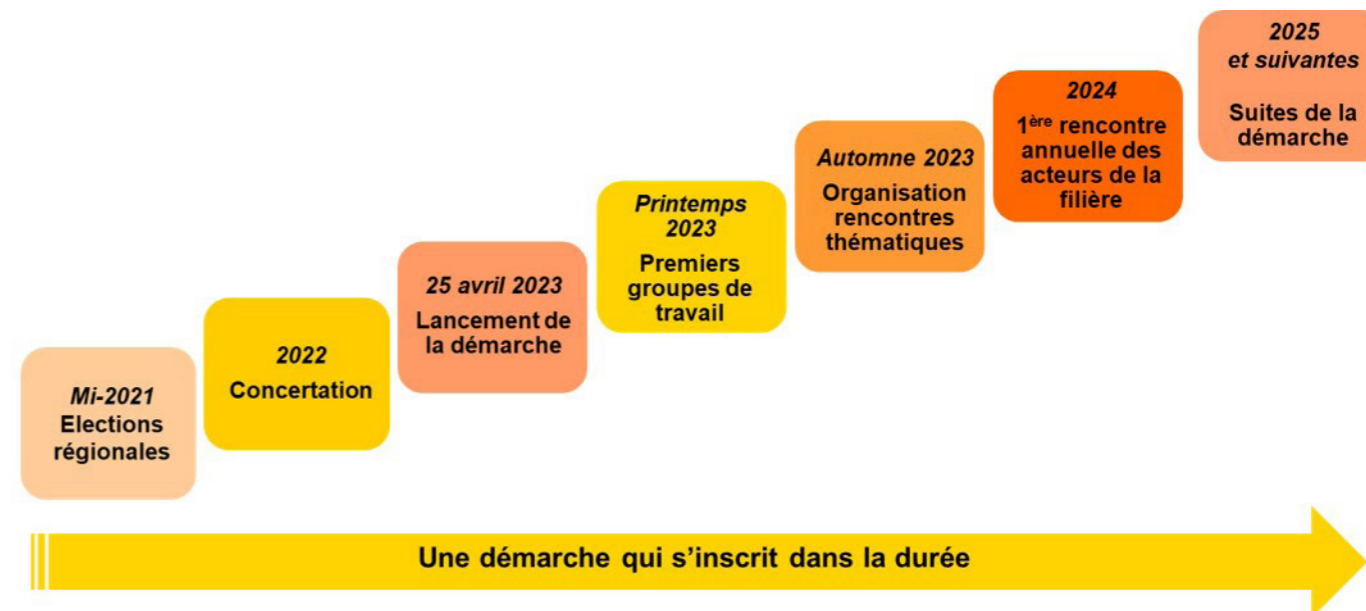 Mi-2021
Elections
régionales
2022
Concertation
25 avril 2023
Lancement de
la démarche
Printemps
2023
Premiers
groupes de
travail
Automne 2023
Organisation
rencontres
thématiques
2024
1ère rencontre
annuelle des
acteurs de la
filière
2025
et suivantes
Suites de la
démarche
Une démarche qui s’inscrit dans la durée